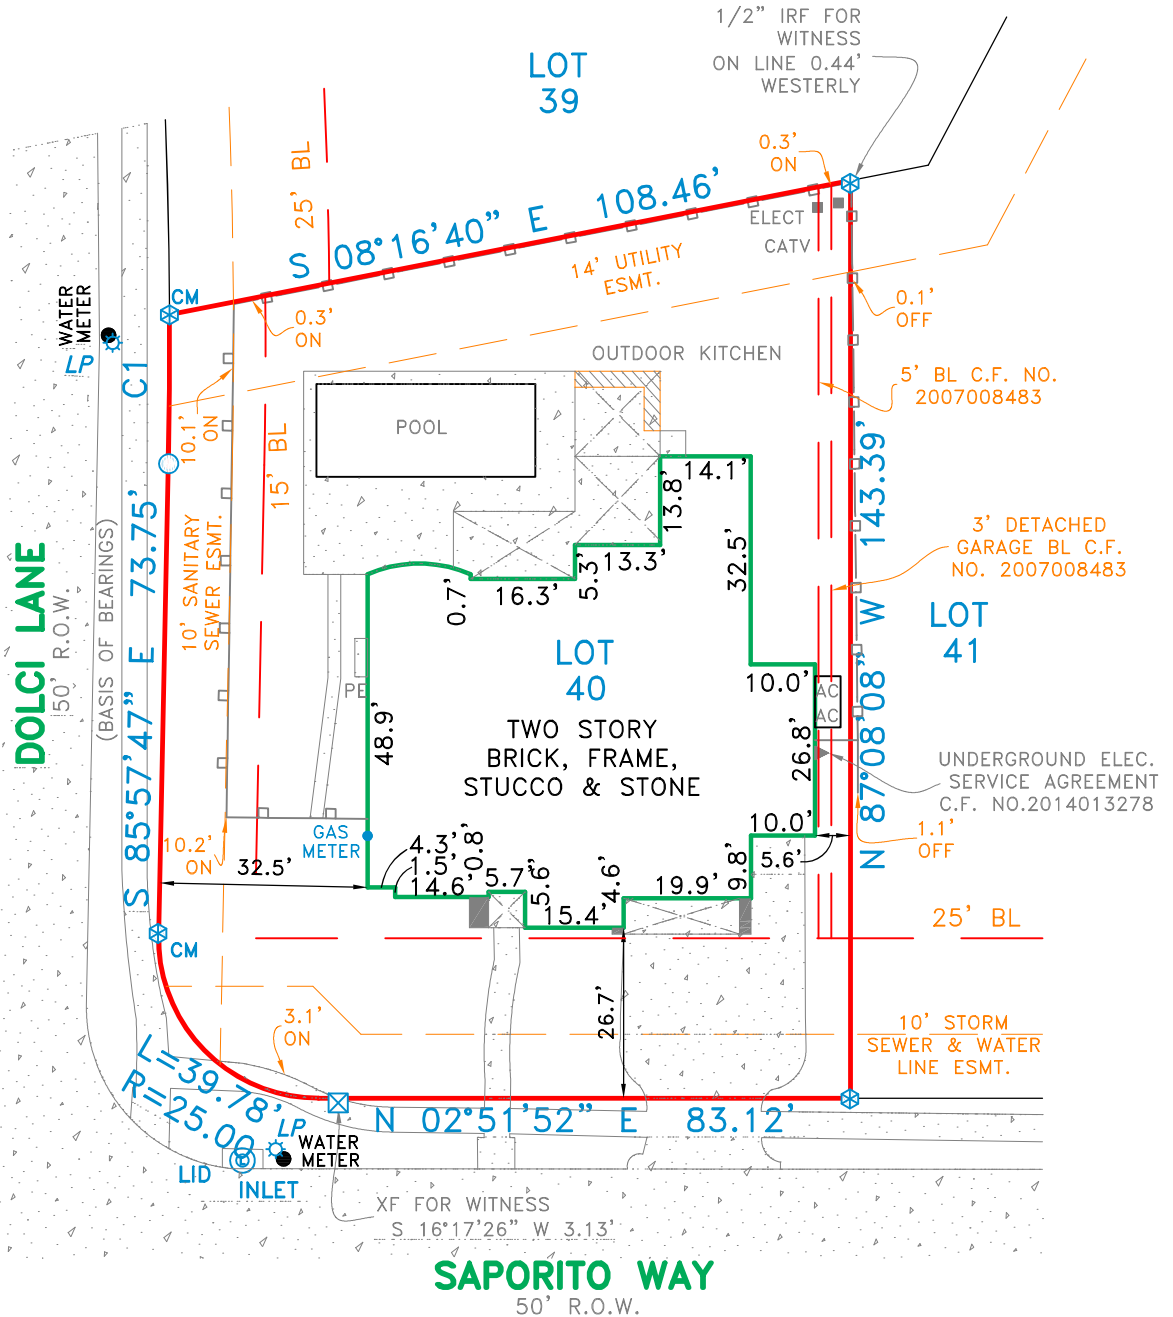 1/2" IRF FOR
WITNESS
ON LINE 0.44'
WESTERLY
LOT
39
0.3'
ON
25' BL
S 08°16'40" E 108.46'
ELECT
CATV
14' UTILITY
ESMT.
CM
WATER
METER
LP
0.3'
ON
0.1'
OFF
C1
OUTDOOR KITCHEN
5' BL C.F. NO.
2007008483
10.1'
ON
15' BL
POOL
14.1'
13.8'
N 87°08'08" W 143.39'
13.3'
5.3'
32.5'
3' DETACHED
GARAGE BL C.F.
NO. 2007008483
10' SANITARY
SEWER ESMT.
S 85°57'47" E 73.75'
(BASIS OF BEARINGS)
DOLCI LANE
50' R.O.W.
0.7'
16.3'
LOT
40
LOT
41
PE
10.0'
AC
AC
48.9'
TWO STORY
BRICK, FRAME,
STUCCO & STONE
26.8'
UNDERGROUND ELEC.
SERVICE AGREEMENT
C.F. NO.2014013278
GAS
METER
10.0'
1.1'
OFF
10.2'
ON
32.5'
4.3'
1.5'
14.6'
0.8'
5.7'
5.6'
15.4'
4.6'
19.9'
9.8'
5.6'
25' BL
CM
26.7'
3.1'
ON
10' STORM
SEWER & WATER
LINE ESMT.
L=39.78'
R=25.00
N 02°51'52" E 83.12'
LP
WATER
METER
LID
INLET
XF FOR WITNESS
S 16°17'26" W 3.13'
SAPORITO WAY
50' R.O.W.